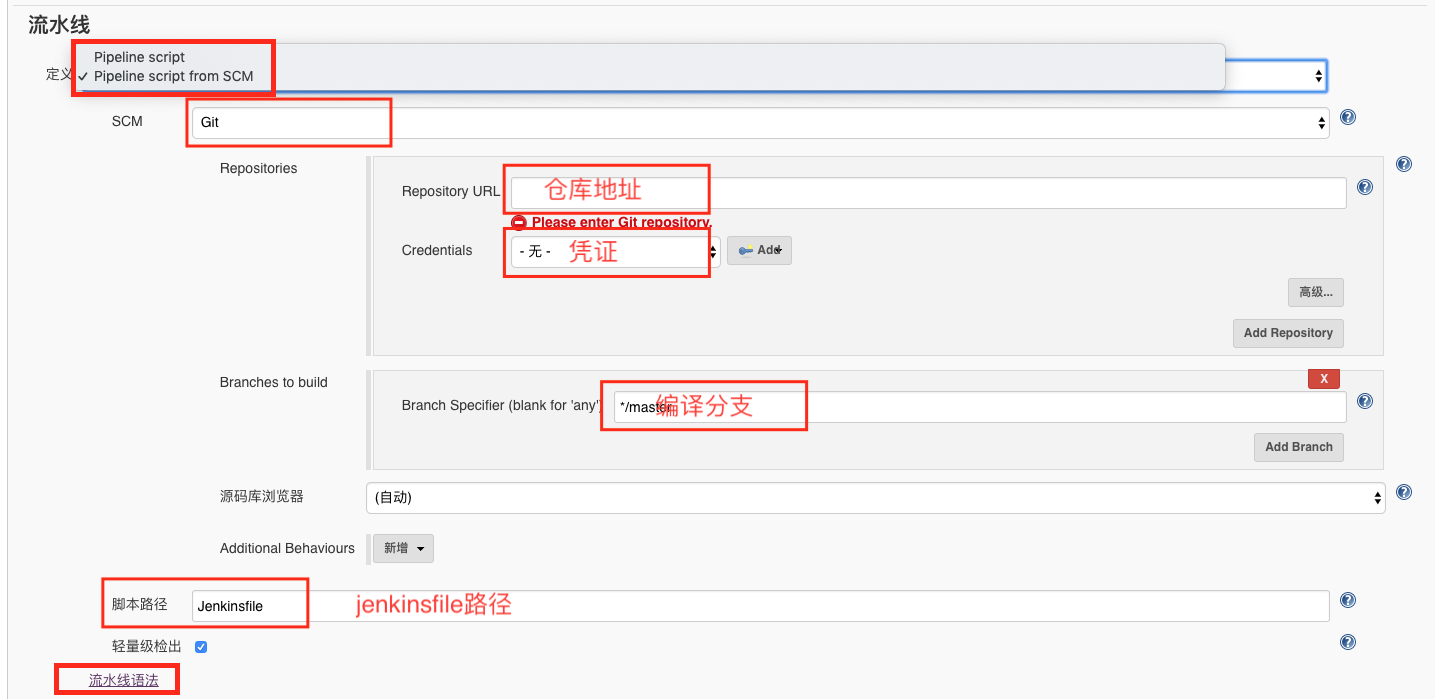 流水线
Pipeline script
定义 ✓ Pipeline script from SCM
SCM Git
Repositories
Repository URL 仓库地址
Please enter Git repository.
Credentials - 无 - 凭证 Add
高级...
Add Repository
Branches to build X
Branch Specifier (blank for 'any') */master 编译分支
Add Branch
源码库浏览器 (自动)
Additional Behaviours 新增
脚本路径 Jenkinsfile jenkinsfile路径
轻量级检出
流水线语法